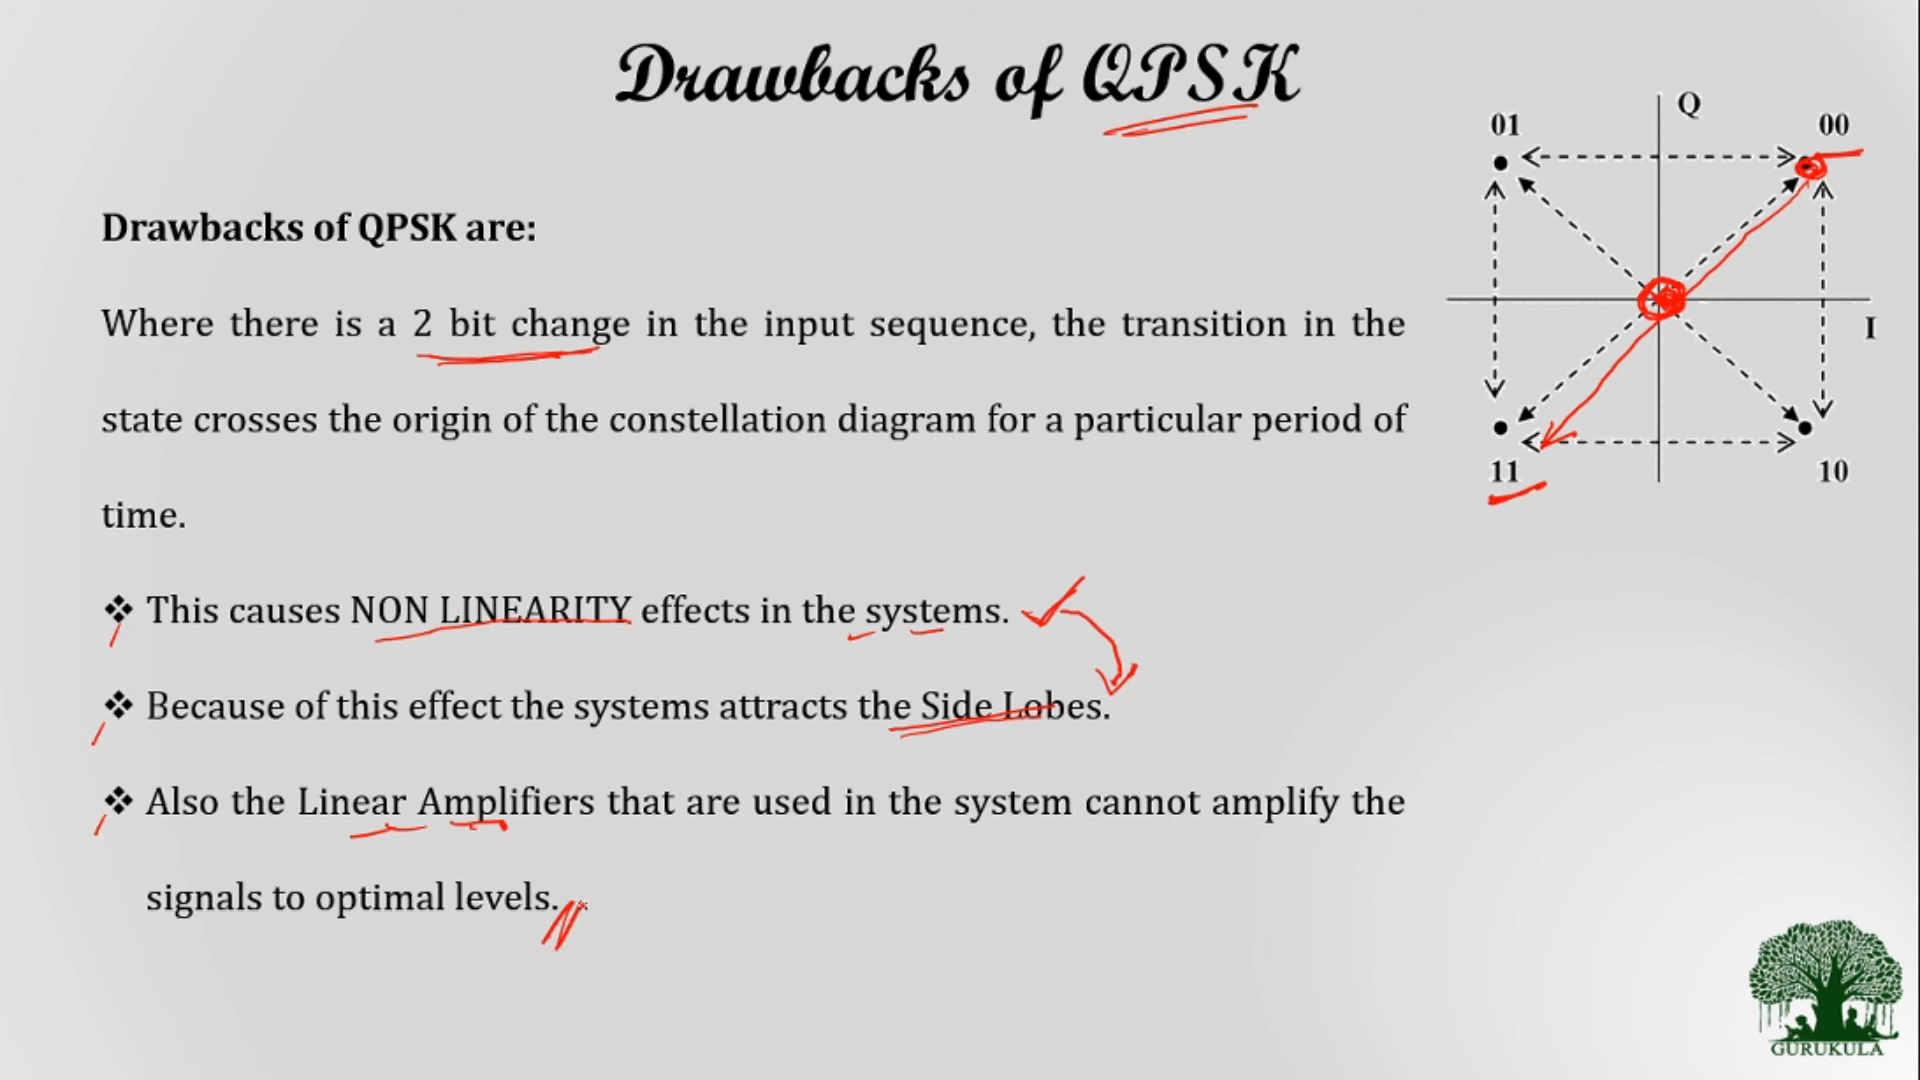 Drawbacks of QPSK
Q
01 00
Drawbacks of QPSK are:
Where there is a 2 bit change in the input sequence, the transition in the
I
state crosses the origin of the constellation diagram for a particular period of
11 10
time.
❖ This causes NON LINEARITY effects in the systems.
❖ Because of this effect the systems attracts the Side Lobes.
❖ Also the Linear Amplifiers that are used in the system cannot amplify the
signals to optimal levels.
GURUKULA